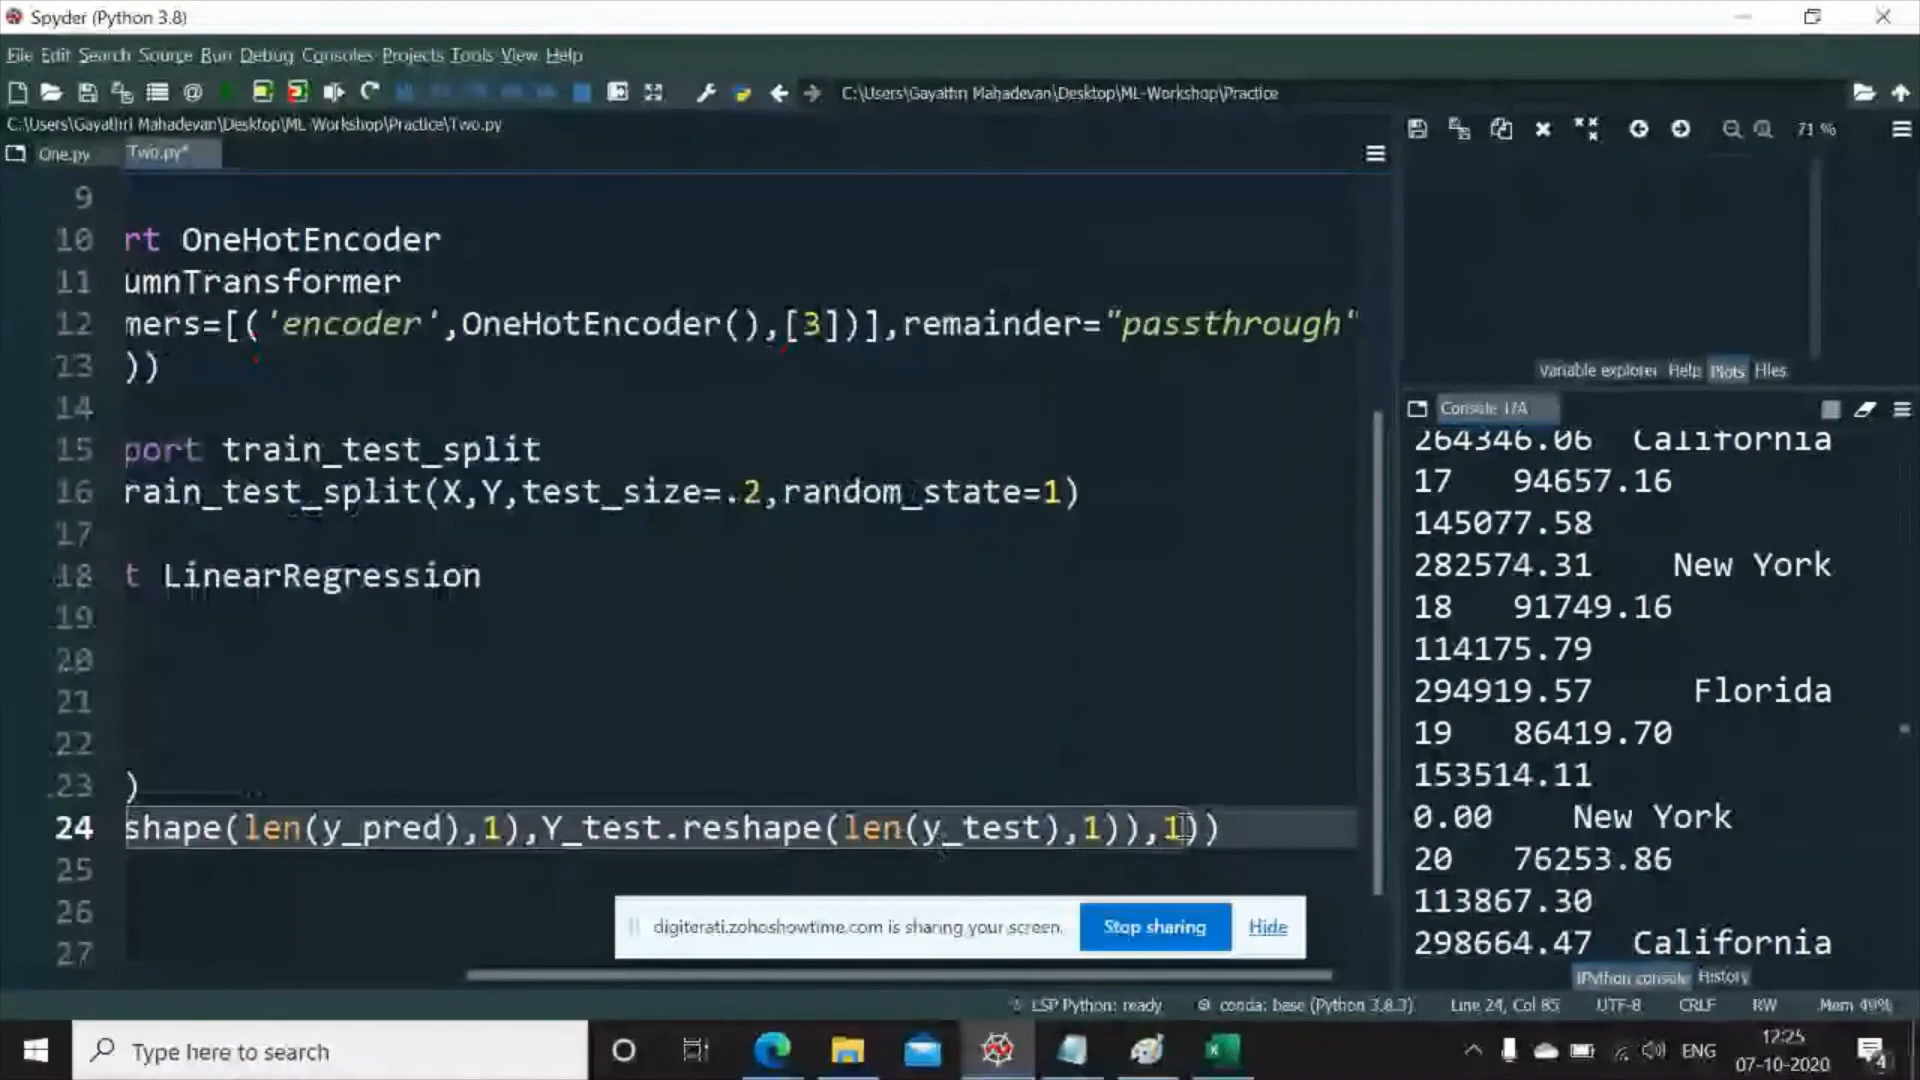 Spyder (Python 3.8)
File Edit Search Source Run Debug Consoles Projects Tools View Help
C:\Users\Gayathri Mahadevan\Desktop\ML-Workshop\Practice
C:\Users\Gayathri Mahadevan\Desktop\ML-Workshop\Practice\Two.py
71 %
One.py Two.py*
9
10 rt OneHotEncoder
11 umnTransformer
12 mers=[('encoder',OneHotEncoder(),[3])],remainder="passthrough"
13 ))
14
15 port train_test_split
16 rain_test_split(X,Y,test_size=.2,random_state=1)
17
18 t LinearRegression
19
20
21
22
23 )
24 shape(len(y_pred),1),Y_test.reshape(len(y_test),1)),1))
25
26
27
Variable explorer Help Plots Files
Console 1/A
264346.06 California
17 94657.16
145077.58
282574.31 New York
18 91749.16
114175.79
294919.57 Florida
19 86419.70
153514.11
0.00 New York
20 76253.86
113867.30
298664.47 California
IPython console History
digiterati.zohoshowtime.com is sharing your screen. Stop sharing Hide
LSP Python: ready conda: base (Python 3.8.3) Line 24, Col 85 UTF-8 CRLF RW Mem 49%
Type here to search
ENG
12:25
07-10-2020
4